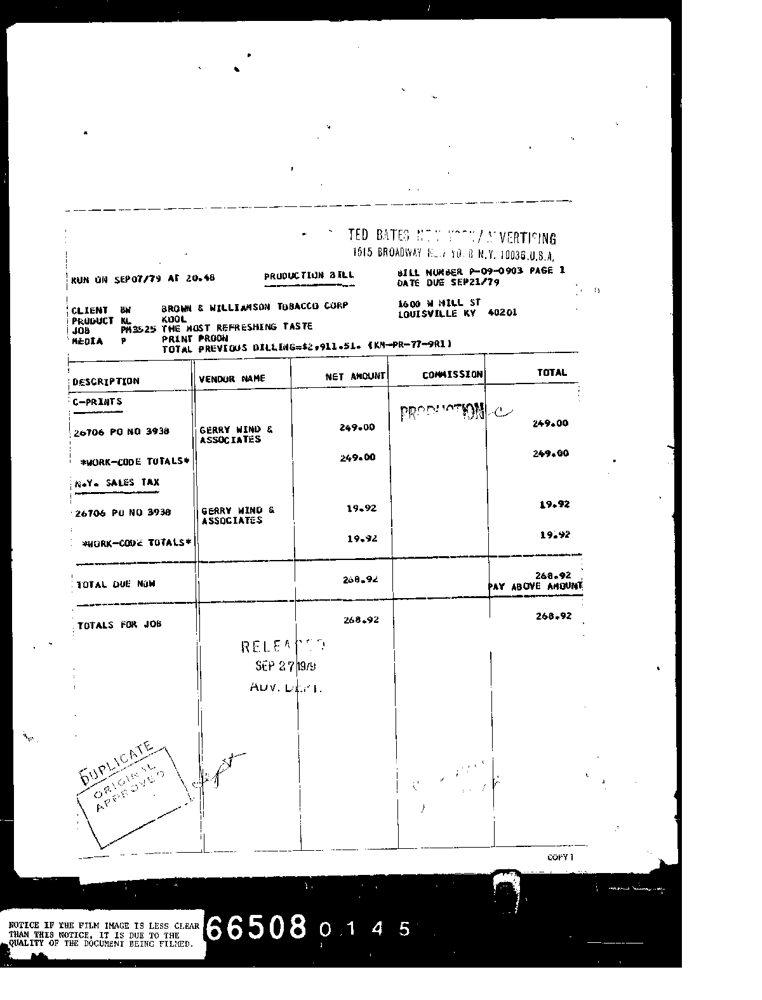 TED BATES NEW YORK/ADVERTISING
1515 BROADWAY N.Y. 10036.U.S.A.
RUN ON SEP07/79 AT 20.48 PRODUCTION BILL BILL NUMBER P-09-0903 PAGE 1
DATE DUE SEP21/79
CLIENT BW BROWN & WILLIAMSON TOBACCO CORP 1600 W HILL ST
PRODUCT KL KOOL LOUISVILLE KY 40201
JOB PM3525 THE MOST REFRESHING TASTE
MEDIA P PRINT PRODN
TOTAL PREVIOUS BILLING=$2,911.51. (KM-PR-77-9R1)
DESCRIPTION VENDOR NAME NET AMOUNT COMMISSION TOTAL
C-PRINTS
PRODUCTION C
26706 PO NO 3938 GERRY WIND & 249.00 249.00
ASSOCIATES
*WORK-CODE TOTALS* 249.00 249.00
N.Y. SALES TAX
26706 PO NO 3938 GERRY WIND & 19.92 19.92
ASSOCIATES
*WORK-CODE TOTALS* 19.92 19.92
TOTAL DUE NOW 268.92 268.92
PAY ABOVE AMOUNT
TOTALS FOR JOB 268.92 268.92
RELEASED
SEP 27 1979
ADV. DEPT.
DUPLICATE
ORIGINAL
APPROVED
COPY 1
NOTICE IF THE FILM IMAGE IS LESS CLEAR
THAN THIS NOTICE, IT IS DUE TO THE
QUALITY OF THE DOCUMENT BEING FILMED.
66508 0145